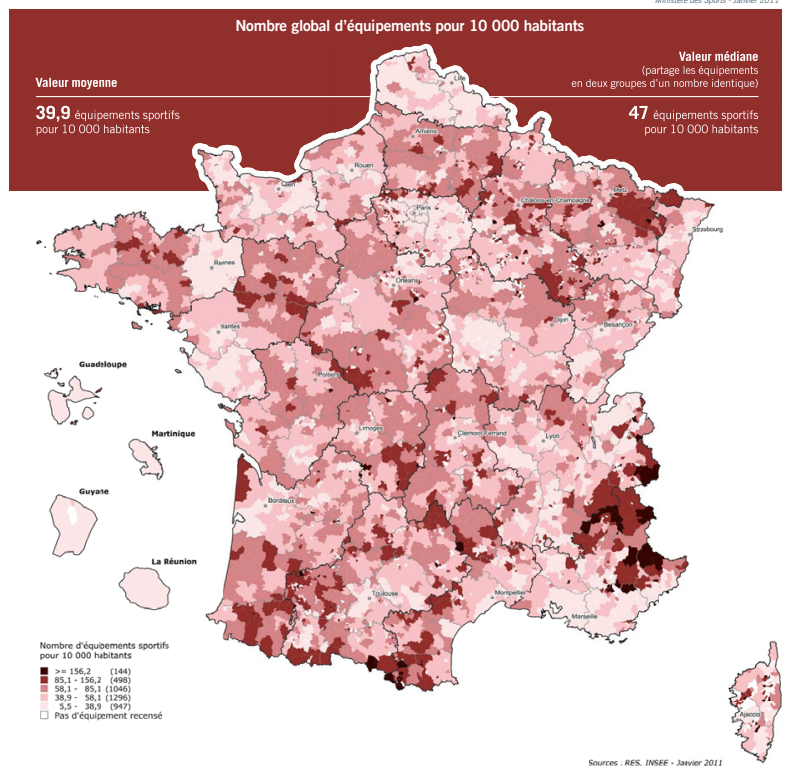 Ministère des Sports - Janvier 2011
Nombre global d'équipements pour 10 000 habitants
Valeur moyenne
39,9 équipements sportifs
pour 10 000 habitants
Valeur médiane
(partage les équipements
en deux groupes d'un nombre identique)
47 équipements sportifs
pour 10 000 habitants
Lille
Amiens
Rouen
Caen
Paris
Châlons-en-Champagne
Metz
Strasbourg
Rennes
Orléans
Nantes
Dijon
Besançon
Poitiers
Limoges
Clermont-Ferrand
Lyon
Bordeaux
Toulouse
Montpellier
Marseille
Ajaccio
Guadeloupe
Martinique
Guyane
La Réunion
Nombre d'équipements sportifs
pour 10 000 habitants
>= 156,2 (144)
85,1 - 156,2 (498)
58,1 - 85,1 (1046)
38,9 - 58,1 (1296)
5,5 - 38,9 (947)
Pas d'équipement recensé
Sources : RES, INSEE - Janvier 2011